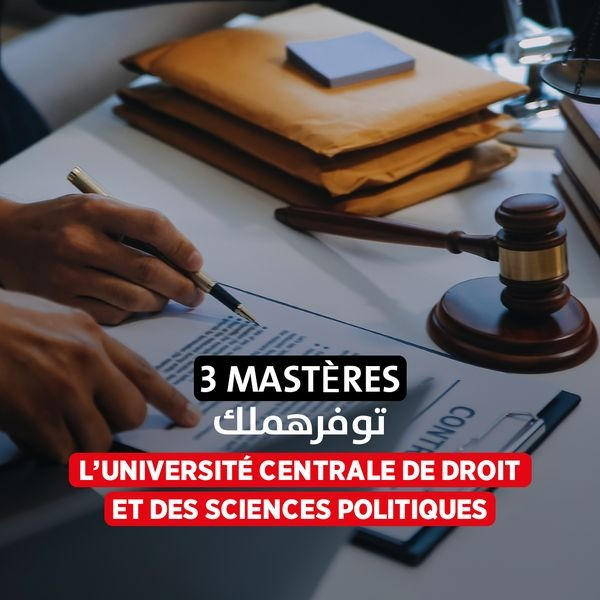 3 MASTÈRES
توفرهملك
L'UNIVERSITÉ CENTRALE DE DROIT
ET DES SCIENCES POLITIQUES